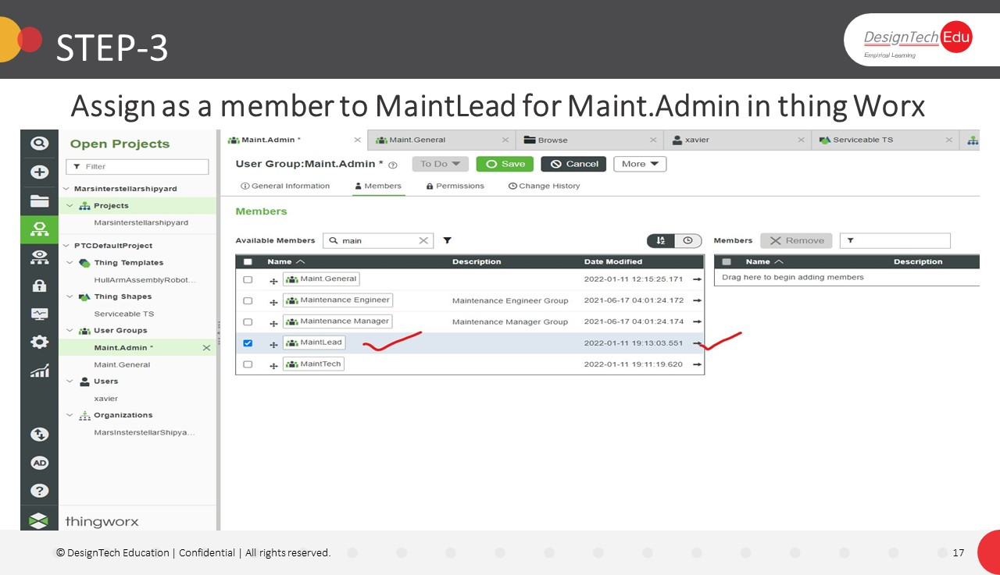 STEP-3
DesignTech Edu
Empirical Learning
Assign as a member to MaintLead for Maint.Admin in thing Worx
Open Projects
Filter
Marsinterstellarshipyard
Projects
Marsinterstellarshipyard
PTCDefaultProject
Thing Templates
HullArmAssemblyRobot...
Thing Shapes
Serviceable TS
User Groups
Maint.Admin *
Maint.General
Users
xavier
Organizations
MarsInsterstellarShipya...
AD
?
thingworx
Maint.Admin * Maint.General Browse xavier Serviceable TS
User Group:Maint.Admin * ? To Do Save Cancel More
General Information Members Permissions Change History
Members
Available Members main
Name Description Date Modified
Maint.General 2022-01-11 12:15:25.171
Maintenance Engineer Maintenance Engineer Group 2021-06-17 04:01:24.172
Maintenance Manager Maintenance Manager Group 2021-06-17 04:01:24.174
MaintLead 2022-01-11 19:13:03.551
MaintTech 2022-01-11 19:11:19.620
Members Remove
Name Description
Drag here to begin adding members
© DesignTech Education | Confidential | All rights reserved.
17